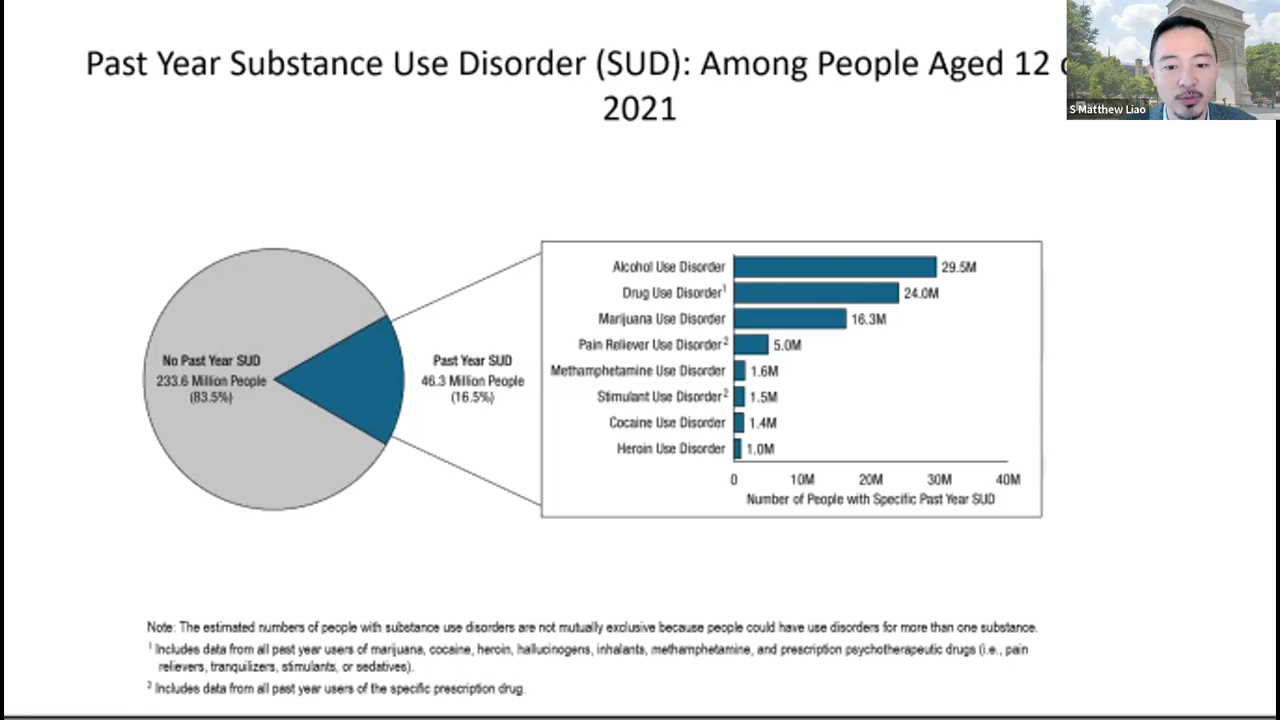 Past Year Substance Use Disorder (SUD): Among People Aged 12
2021
S Matthew Liao
No Past Year SUD
233.6 Million People
(83.5%)
Past Year SUD
46.3 Million People
(16.5%)
Alcohol Use Disorder 29.5M
Drug Use Disorder¹ 24.0M
Marijuana Use Disorder 16.3M
Pain Reliever Use Disorder² 5.0M
Methamphetamine Use Disorder 1.6M
Stimulant Use Disorder² 1.5M
Cocaine Use Disorder 1.4M
Heroin Use Disorder 1.0M
0 10M 20M 30M 40M
Number of People with Specific Past Year SUD
Note: The estimated numbers of people with substance use disorders are not mutually exclusive because people could have use disorders for more than one substance.
¹ Includes data from all past year users of marijuana, cocaine, heroin, hallucinogens, inhalants, methamphetamine, and prescription psychotherapeutic drugs (i.e., pain
relievers, tranquilizers, stimulants, or sedatives).
² Includes data from all past year users of the specific prescription drug.